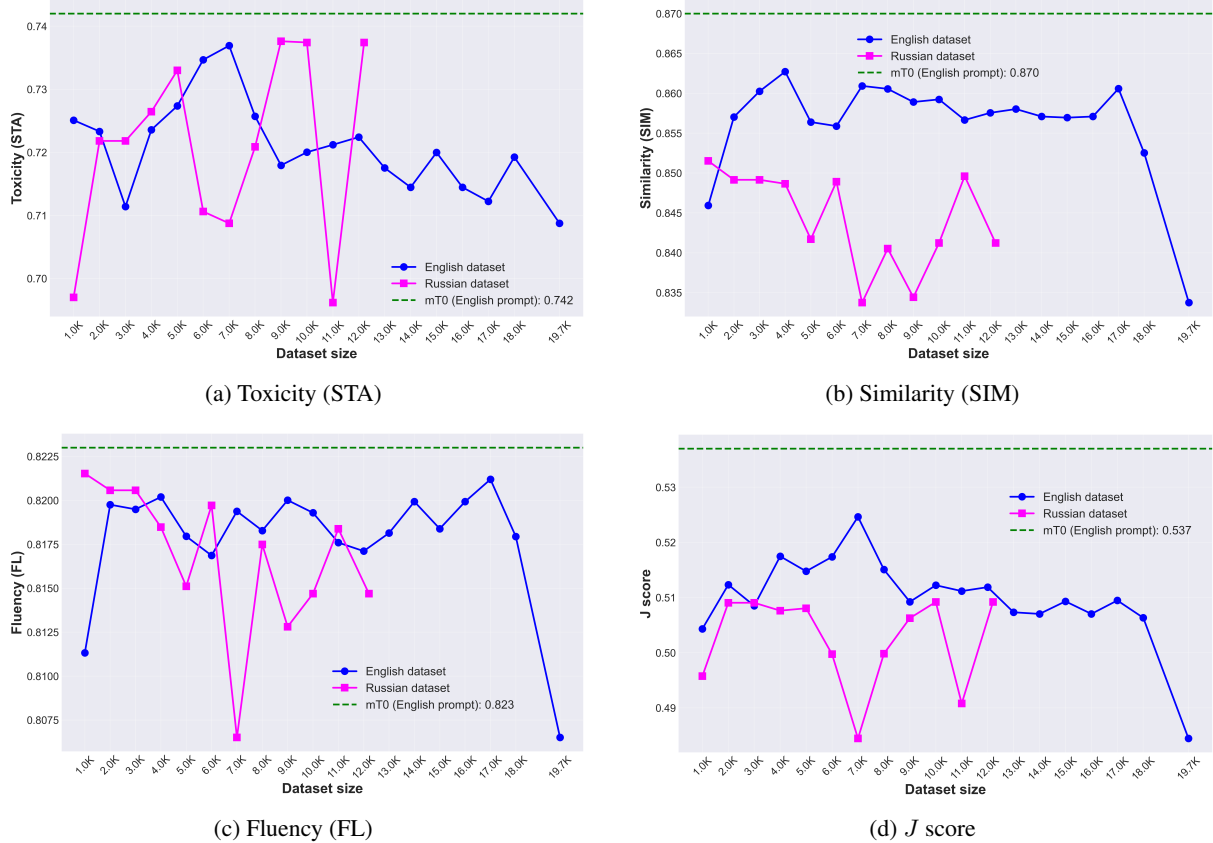 0.74
0.73
0.72
0.71
0.70
Toxicity (STA)
English dataset
Russian dataset
mT0 (English prompt): 0.742
1.0K 2.0K 3.0K 4.0K 5.0K 6.0K 7.0K 8.0K 9.0K 10.0K 11.0K 12.0K 13.0K 14.0K 15.0K 16.0K 17.0K 18.0K 19.7K
Dataset size
(a) Toxicity (STA)
0.870
0.865
0.860
0.855
0.850
0.845
0.840
0.835
Similarity (SIM)
English dataset
Russian dataset
mT0 (English prompt): 0.870
1.0K 2.0K 3.0K 4.0K 5.0K 6.0K 7.0K 8.0K 9.0K 10.0K 11.0K 12.0K 13.0K 14.0K 15.0K 16.0K 17.0K 18.0K 19.7K
Dataset size
(b) Similarity (SIM)
0.8225
0.8200
0.8175
0.8150
0.8125
0.8100
0.8075
Fluency (FL)
English dataset
Russian dataset
mT0 (English prompt): 0.823
1.0K 2.0K 3.0K 4.0K 5.0K 6.0K 7.0K 8.0K 9.0K 10.0K 11.0K 12.0K 13.0K 14.0K 15.0K 16.0K 17.0K 18.0K 19.7K
Dataset size
(c) Fluency (FL)
0.53
0.52
0.51
0.50
0.49
J score
English dataset
Russian dataset
mT0 (English prompt): 0.537
1.0K 2.0K 3.0K 4.0K 5.0K 6.0K 7.0K 8.0K 9.0K 10.0K 11.0K 12.0K 13.0K 14.0K 15.0K 16.0K 17.0K 18.0K 19.7K
Dataset size
(d) J score